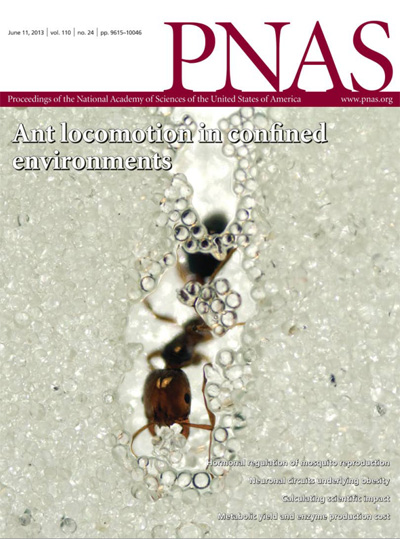 June 11, 2013 | vol. 110 | no. 24 | pp. 9615–10046
PNAS
Proceedings of the National Academy of Sciences of the United States of America www.pnas.org
Ant locomotion in confined
environments
Hormonal regulation of mosquito reproduction
Neuronal circuits underlying obesity
Calculating scientific impact
Metabolic yield and enzyme production cost